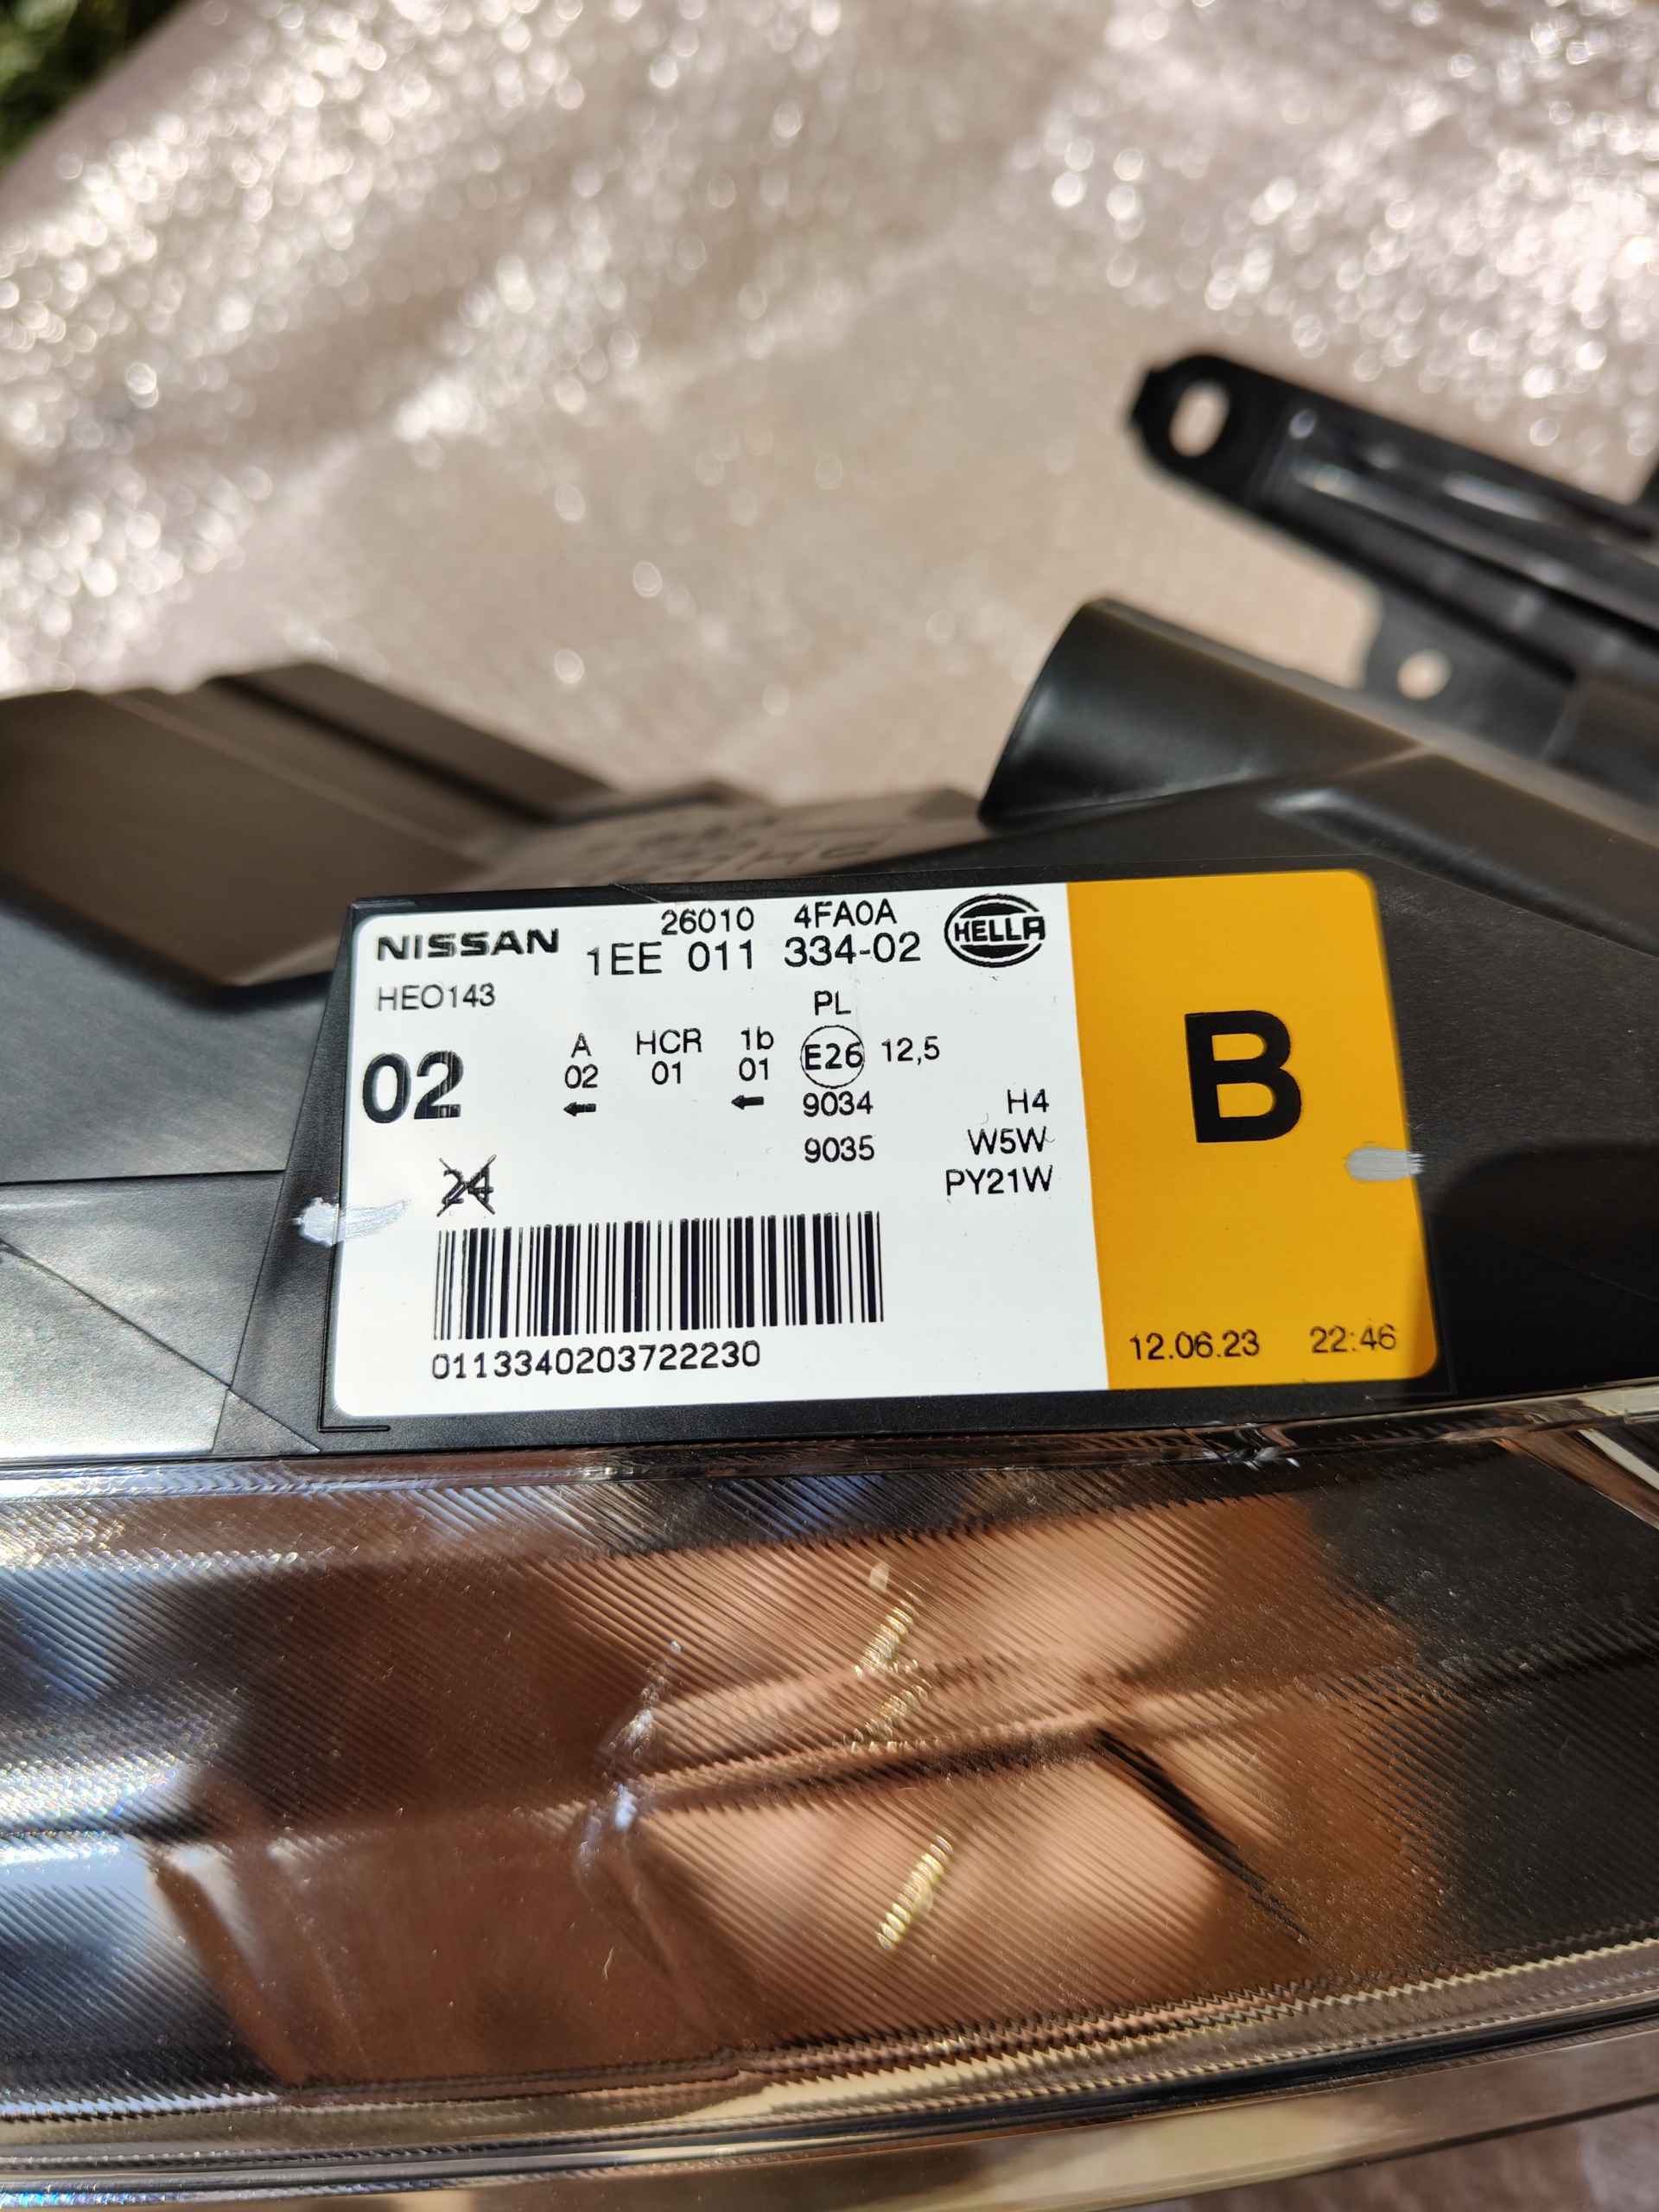 26010 4FA0A
NISSAN 1EE 011 334-02 HELLA
HEO143 PL
A HCR 1b
02 02 01 01 E26 12,5
← ← 9034 H4
9035 W5W
24 PY21W
B
0113340203722230
12.06.23 22:46